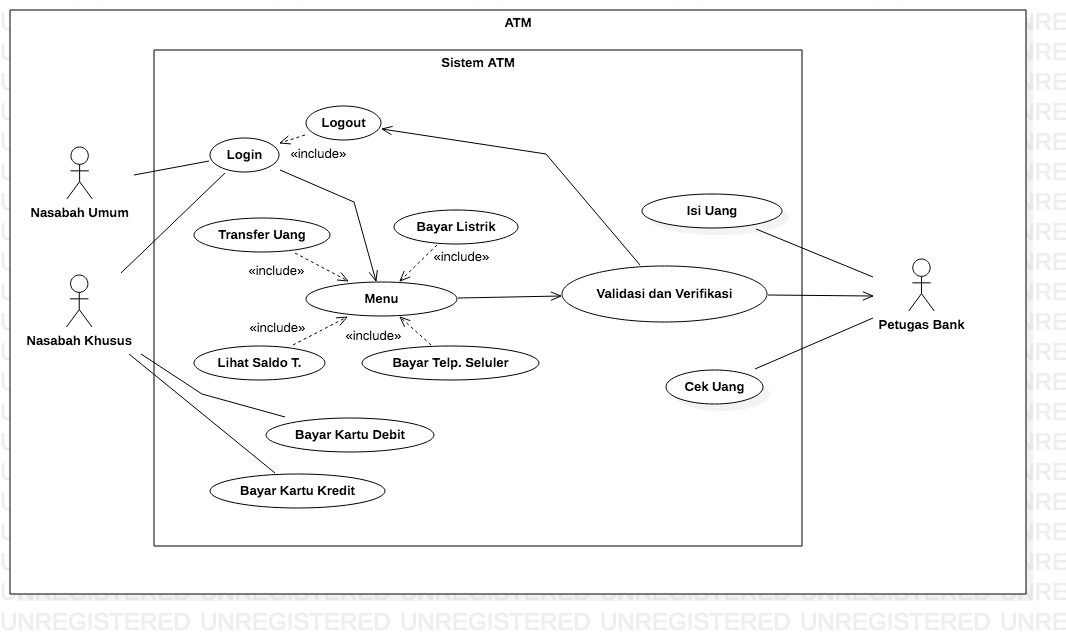 ATM
Sistem ATM
Logout
«include»
Login
Nasabah Umum
Isi Uang
Transfer Uang
Bayar Listrik
«include»
«include»
Menu
Validasi dan Verifikasi
Petugas Bank
Nasabah Khusus
«include»
«include»
Lihat Saldo T.
Bayar Telp. Seluler
Cek Uang
Bayar Kartu Debit
Bayar Kartu Kredit
UNREGISTERED UNREGISTERED UNREGISTERED UNREGISTERED UNREGISTERED UNRE